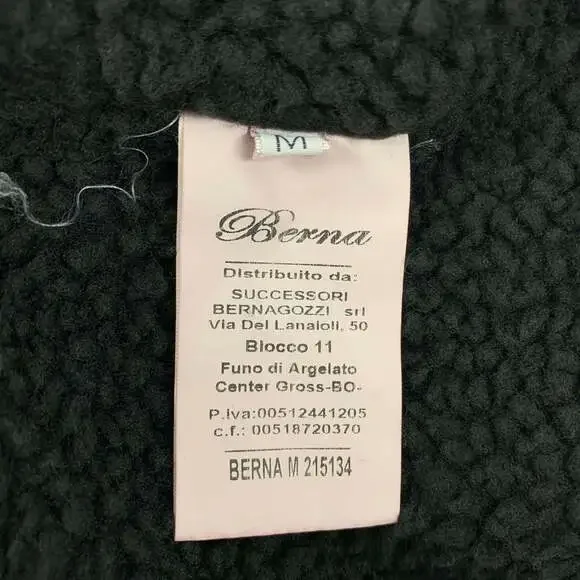 M
Berna
Distribuito da:
SUCCESSORI
BERNAGOZZI srl
Via Dei Lanaioli, 50
Blocco 11
Funo di Argelato
Center Gross-BO-
P.iva:00512441205
c.f.: 00518720370
BERNA M 215134